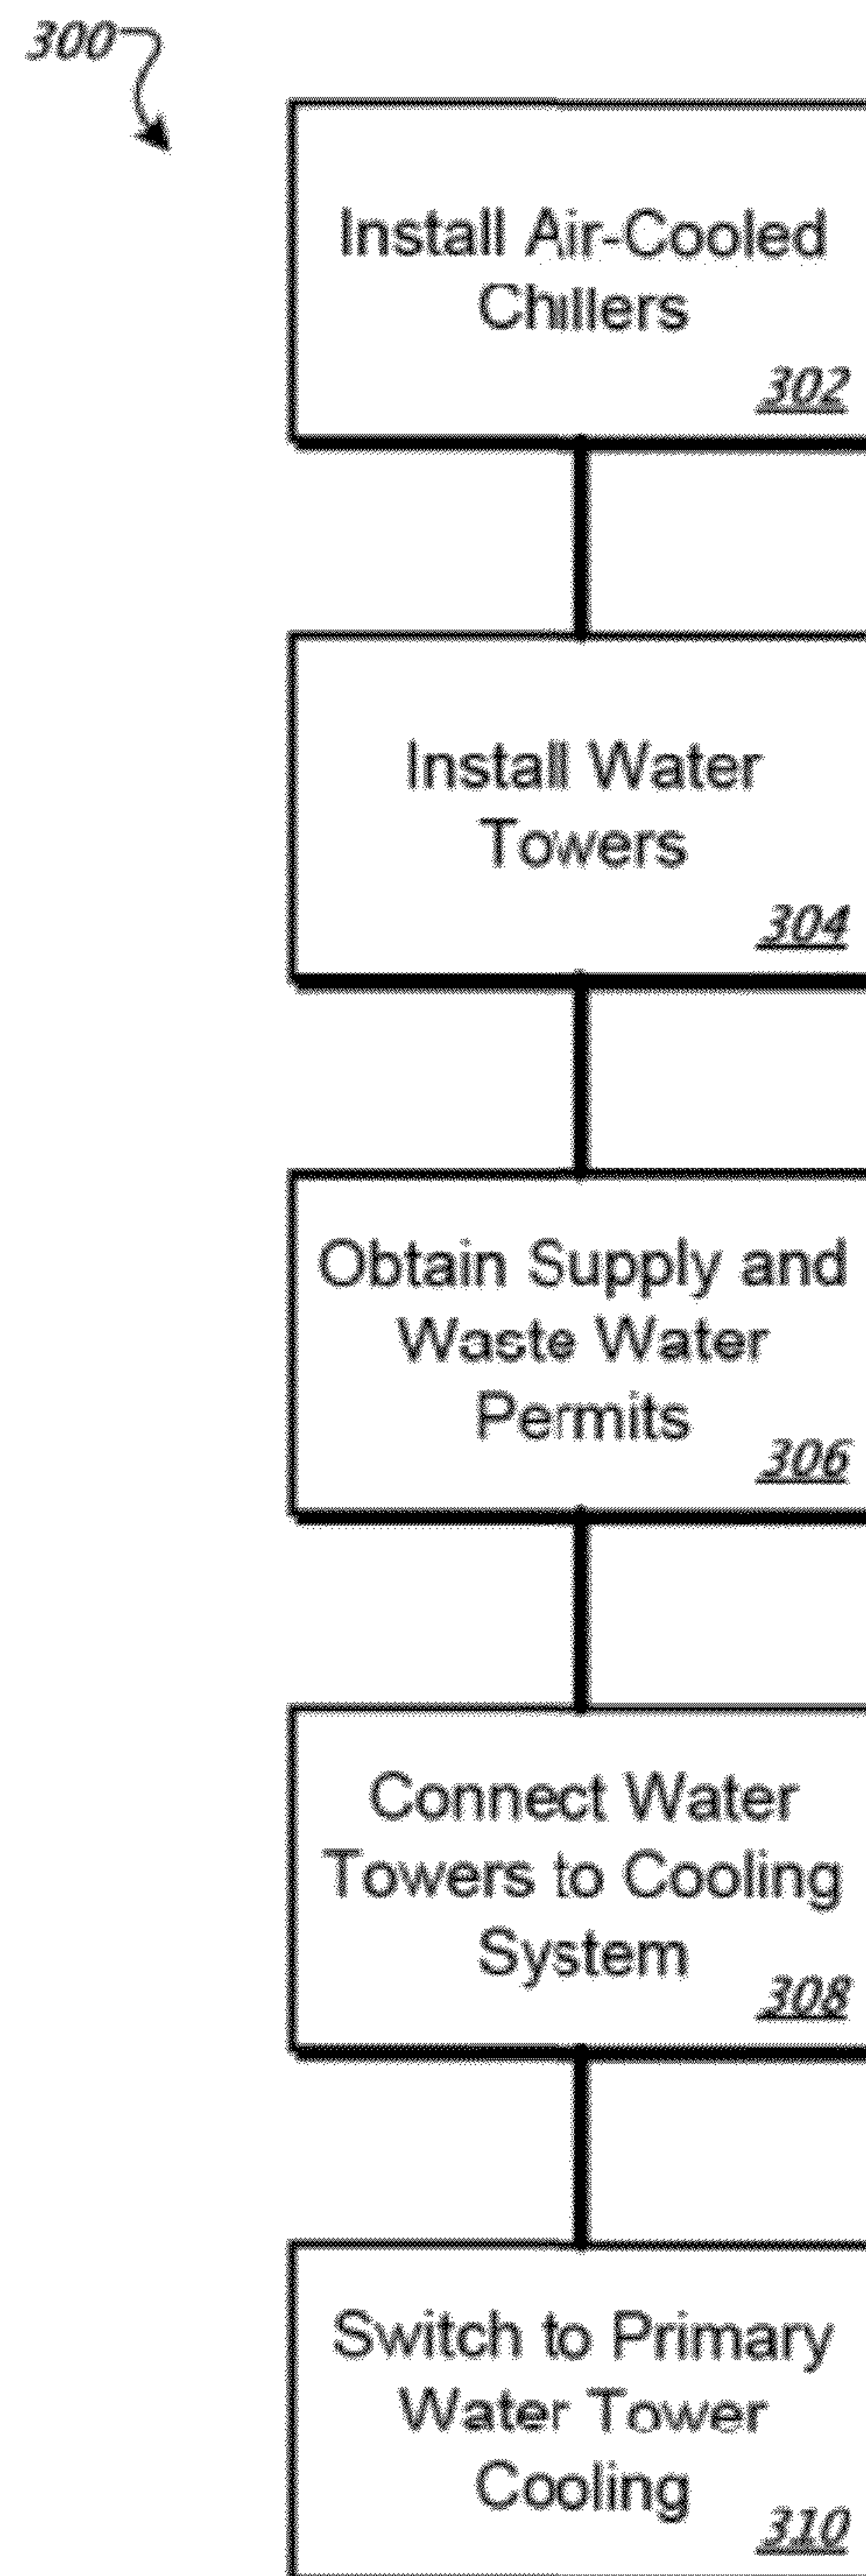 300
Install Air-Cooled
Chillers
302
Install Water
Towers
304
Obtain Supply and
Waste Water
Permits
306
Connect Water
Towers to Cooling
System
308
Switch to Primary
Water Tower
Cooling
310